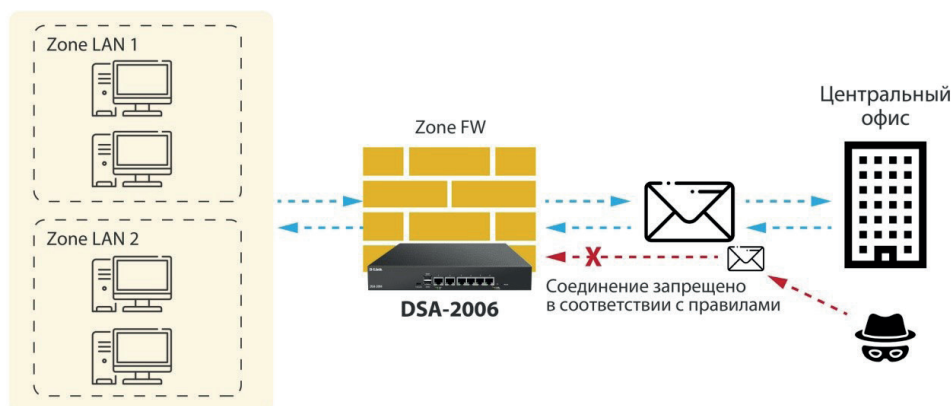 Zone LAN 1
Zone LAN 2
Zone FW
DSA-2006
Соединение запрещено
в соответствии с правилами
Центральный
офис